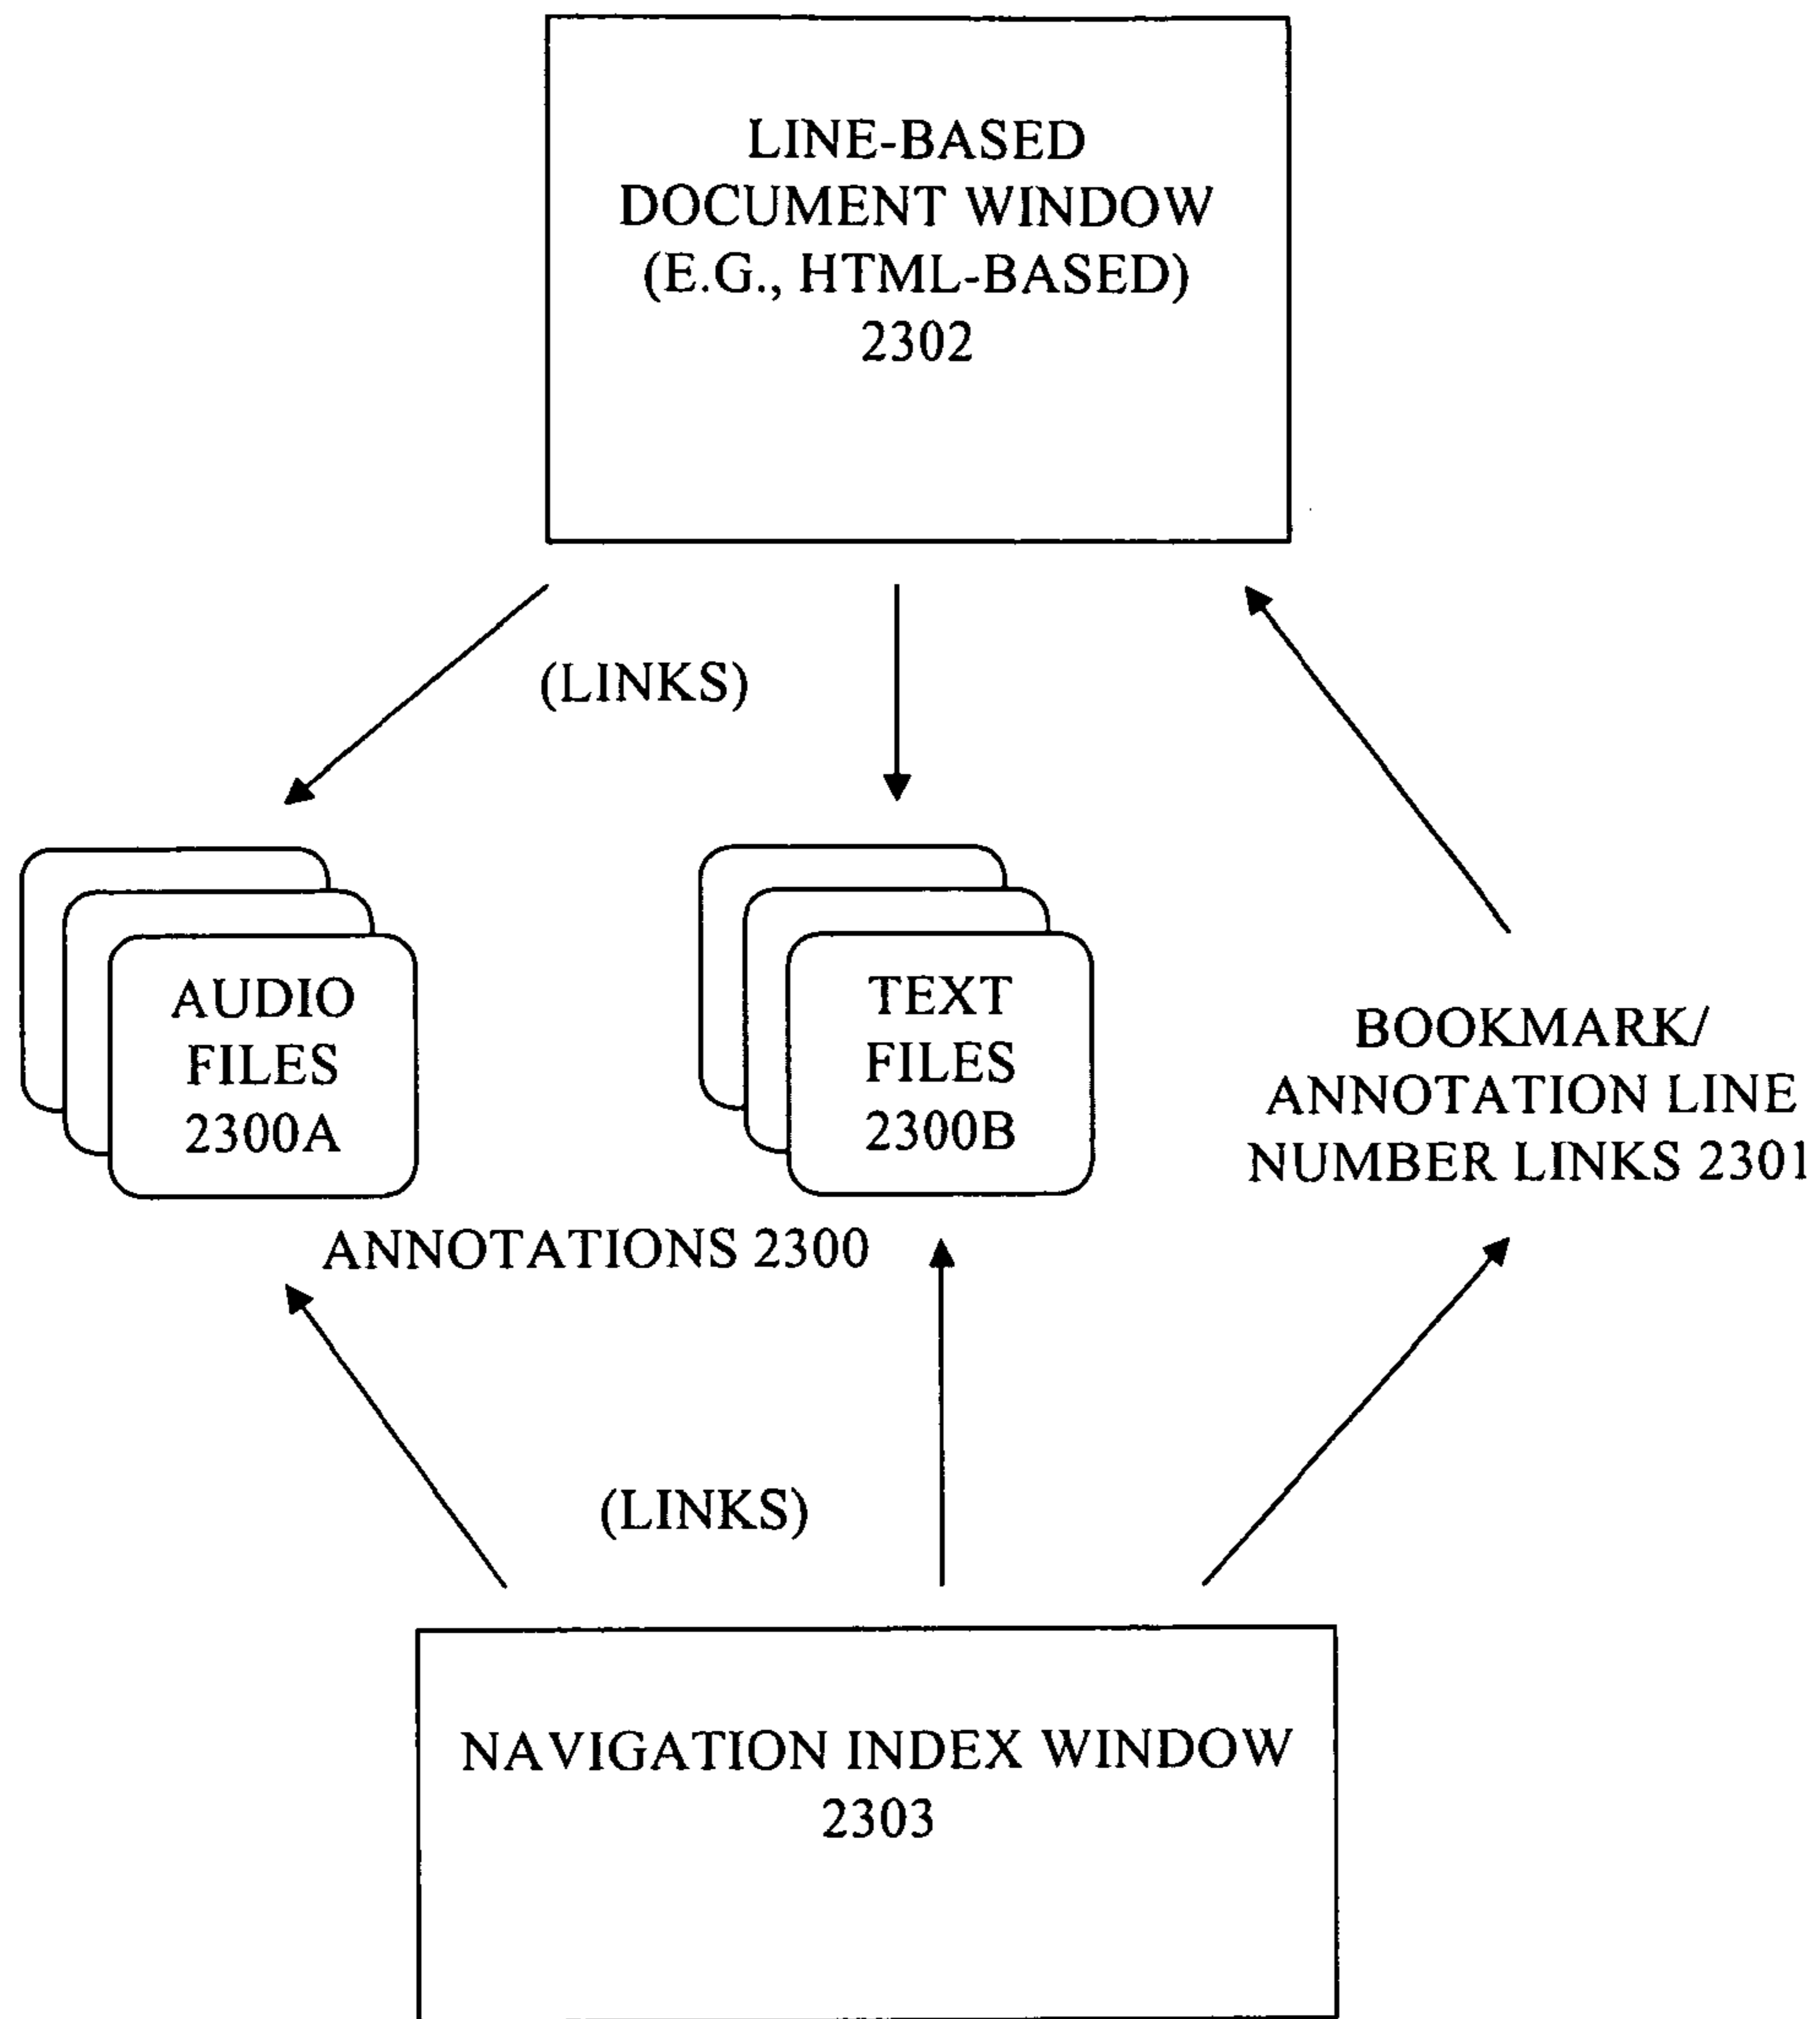 LINE-BASED
DOCUMENT WINDOW
(E.G., HTML-BASED)
2302
(LINKS)
AUDIO
FILES
2300A
TEXT
FILES
2300B
BOOKMARK/
ANNOTATION LINE
NUMBER LINKS 2301
ANNOTATIONS 2300
(LINKS)
NAVIGATION INDEX WINDOW
2303